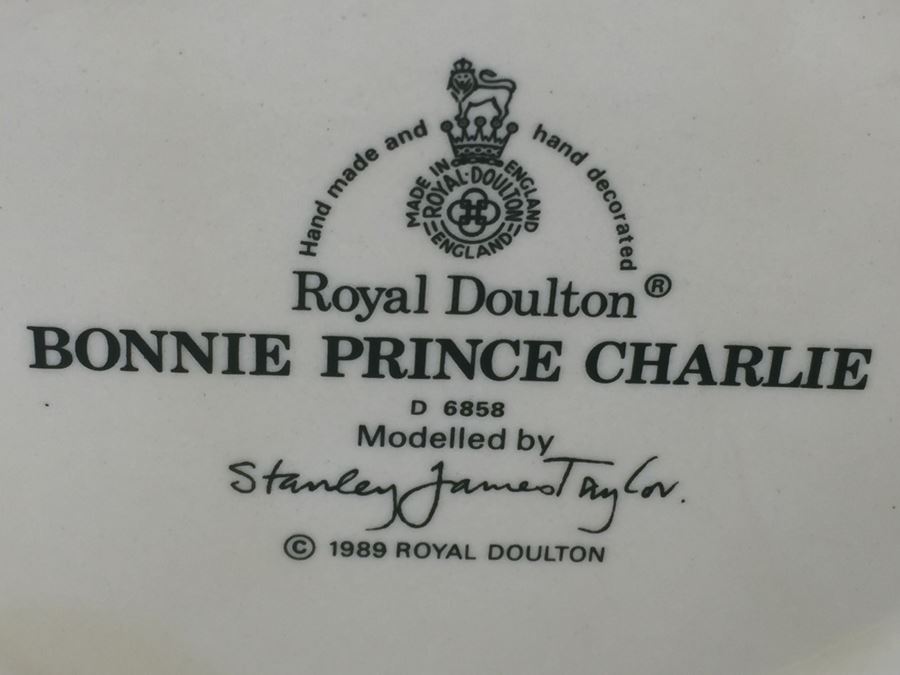 Hand made and hand decorated
MADE IN ENGLAND
ROYAL·DOULTON
ENGLAND
Royal Doulton®
BONNIE PRINCE CHARLIE
D 6858
Modelled by
Stanley James Taylor.
© 1989 ROYAL DOULTON